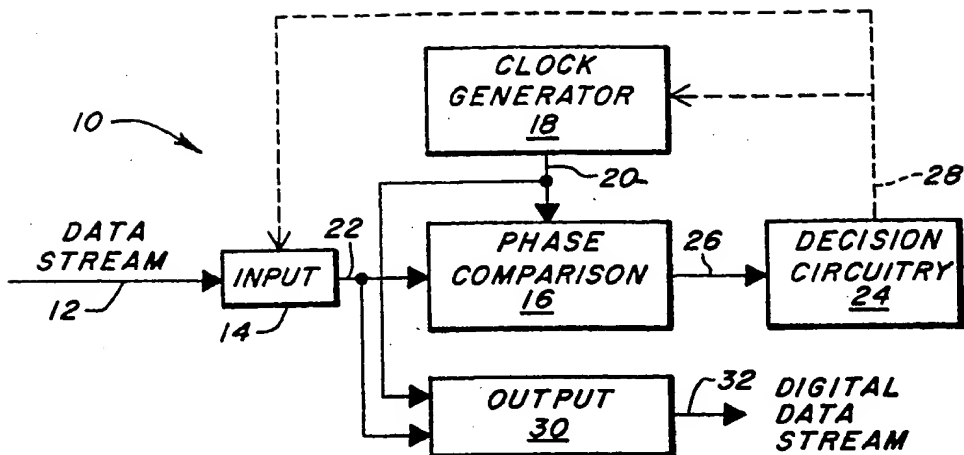 CLOCK
GENERATOR
18
10
20
28
DATA
STREAM
12
INPUT
14
22
PHASE
COMPARISON
16
26
DECISION
CIRCUITRY
24
OUTPUT
30
32
DIGITAL
DATA
STREAM